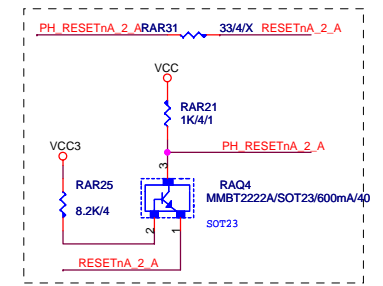 PH_RESETnA_2_A RAR31 33/4/X RESETnA_2_A
VCC
RAR21
1K/4/1
VCC3
PH_RESETnA_2_A
3
RAR25
RAQ4
8.2K/4
MMBT2222A/SOT23/600mA/40
SOT23
2
1
RESETnA_2_A